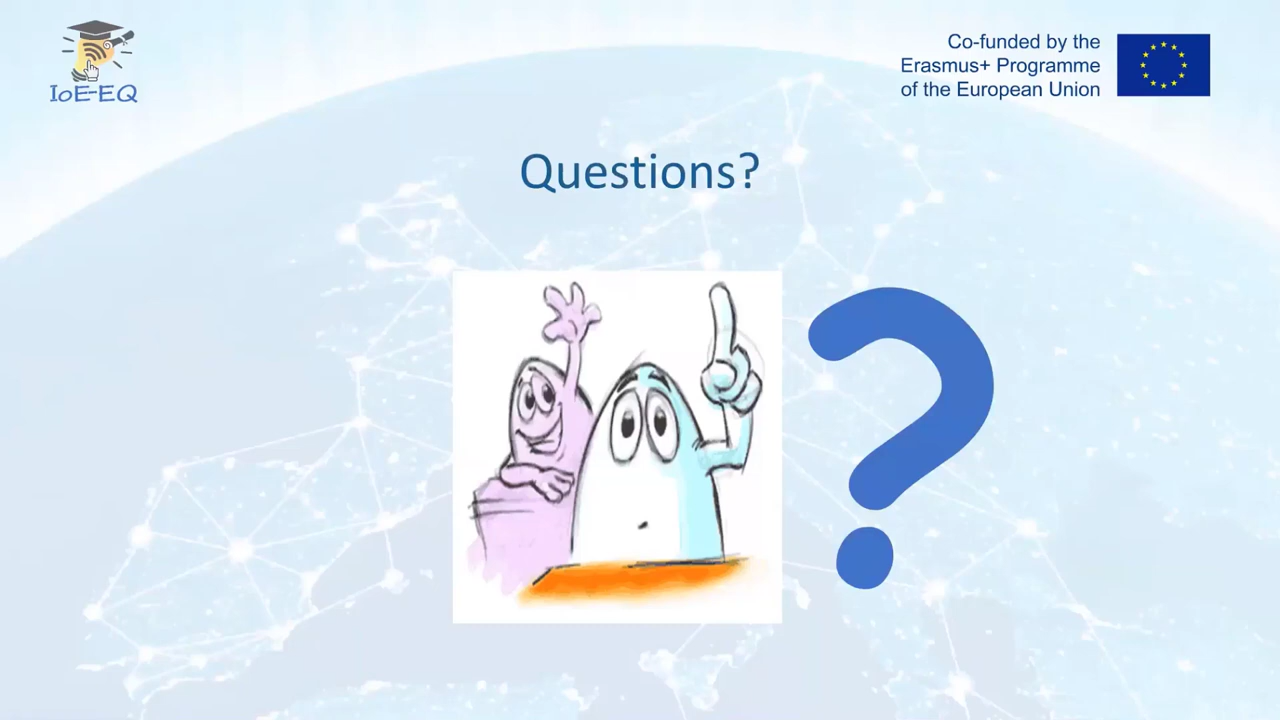 IoE-EQ
Co-funded by the
Erasmus+ Programme
of the European Union
Questions?
?